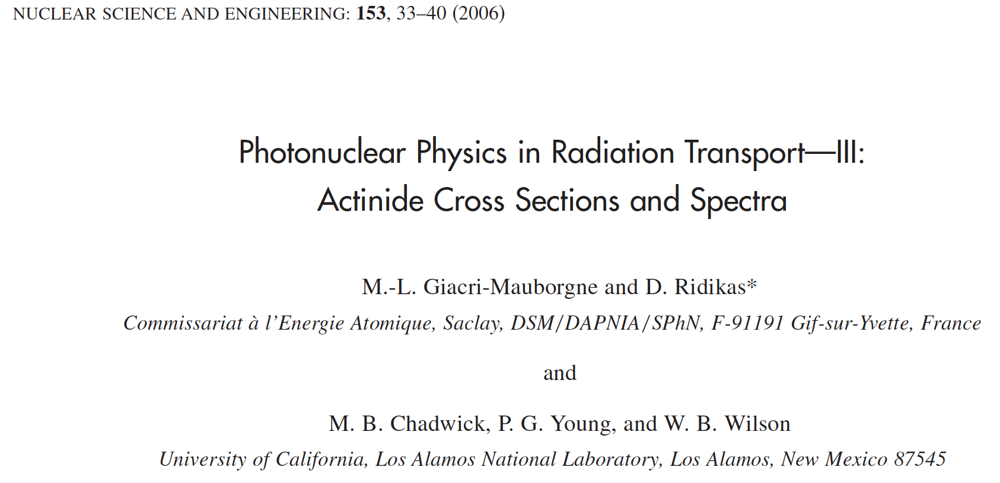 NUCLEAR SCIENCE AND ENGINEERING: 153, 33–40 (2006)
Photonuclear Physics in Radiation Transport—III:
Actinide Cross Sections and Spectra
M.-L. Giacri-Mauborgne and D. Ridikas*
Commissariat à l’Energie Atomique, Saclay, DSM/DAPNIA/SPhN, F-91191 Gif-sur-Yvette, France
and
M. B. Chadwick, P. G. Young, and W. B. Wilson
University of California, Los Alamos National Laboratory, Los Alamos, New Mexico 87545